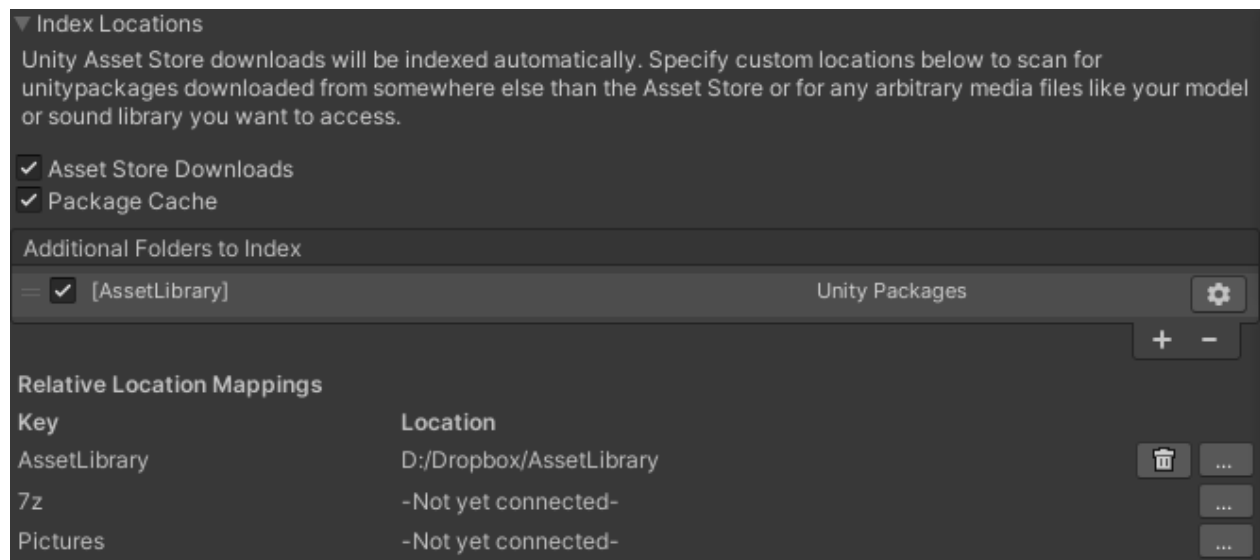 Index Locations
Unity Asset Store downloads will be indexed automatically. Specify custom locations below to scan for
unitypackages downloaded from somewhere else than the Asset Store or for any arbitrary media files like your model
or sound library you want to access.
Asset Store Downloads
Package Cache
Additional Folders to Index
[AssetLibrary] Unity Packages
+ -
Relative Location Mappings
Key Location
AssetLibrary D:/Dropbox/AssetLibrary ...
7z -Not yet connected- ...
Pictures -Not yet connected- ...